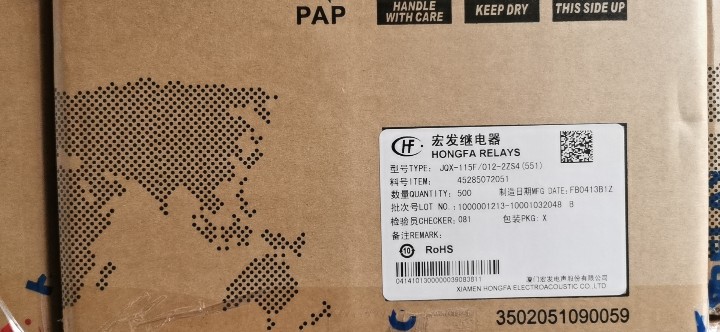 PAP
HANDLE
WITH CARE
KEEP DRY
THIS SIDE UP
HF
宏发继电器
HONGFA RELAYS
型号TYPE: JQX-115F/012-2ZS4(551)
料号ITEM: 45285072051
数量QUANTITY: 500 制造日期MFG DATE:FB0413B1Z
批次号LOT NO.:1000001213-10001032048 B
检验员CHECKER: 081 包装PKG: X
备注REMARK:
10 RoHS
0414101300000039083811
厦门宏发电声股份有限公司
XIAMEN HONGFA ELECTROACOUSTIC CO.,LTD
3502051090059